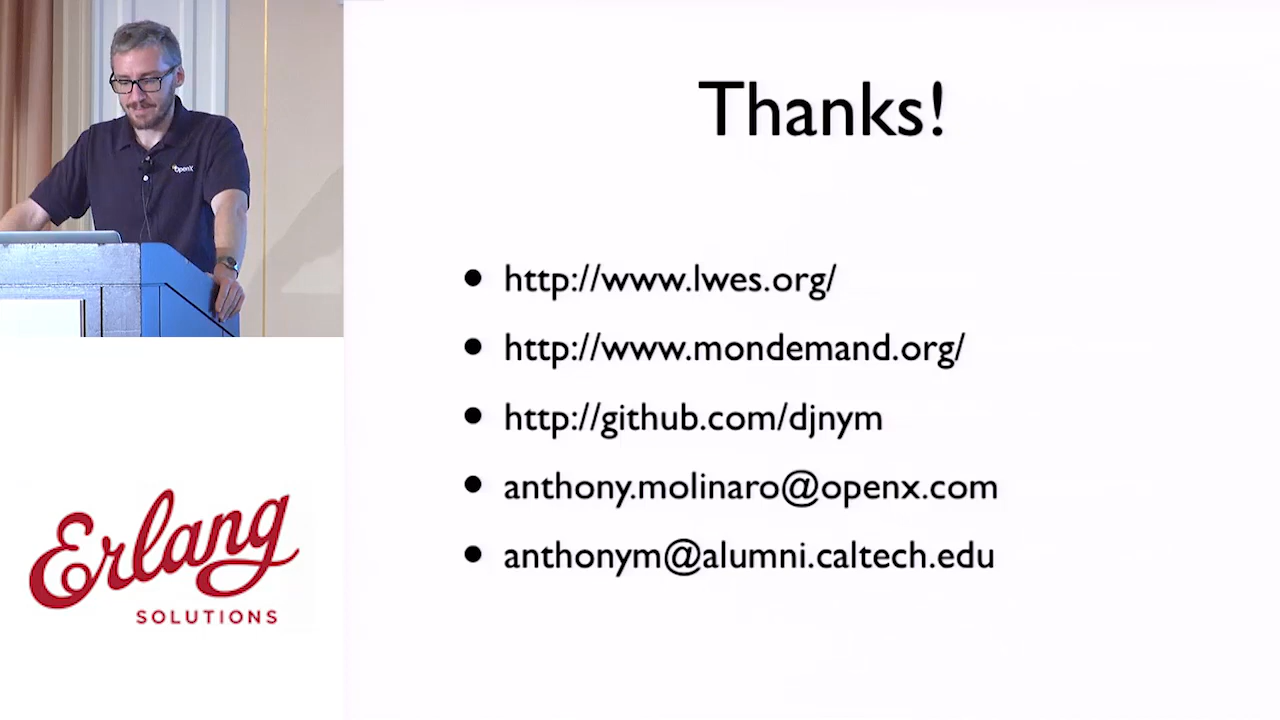 Thanks!
http://www.lwes.org/
http://www.mondemand.org/
http://github.com/djnym
anthony.molinaro@openx.com
anthonym@alumni.caltech.edu
OpenX
Erlang
SOLUTIONS